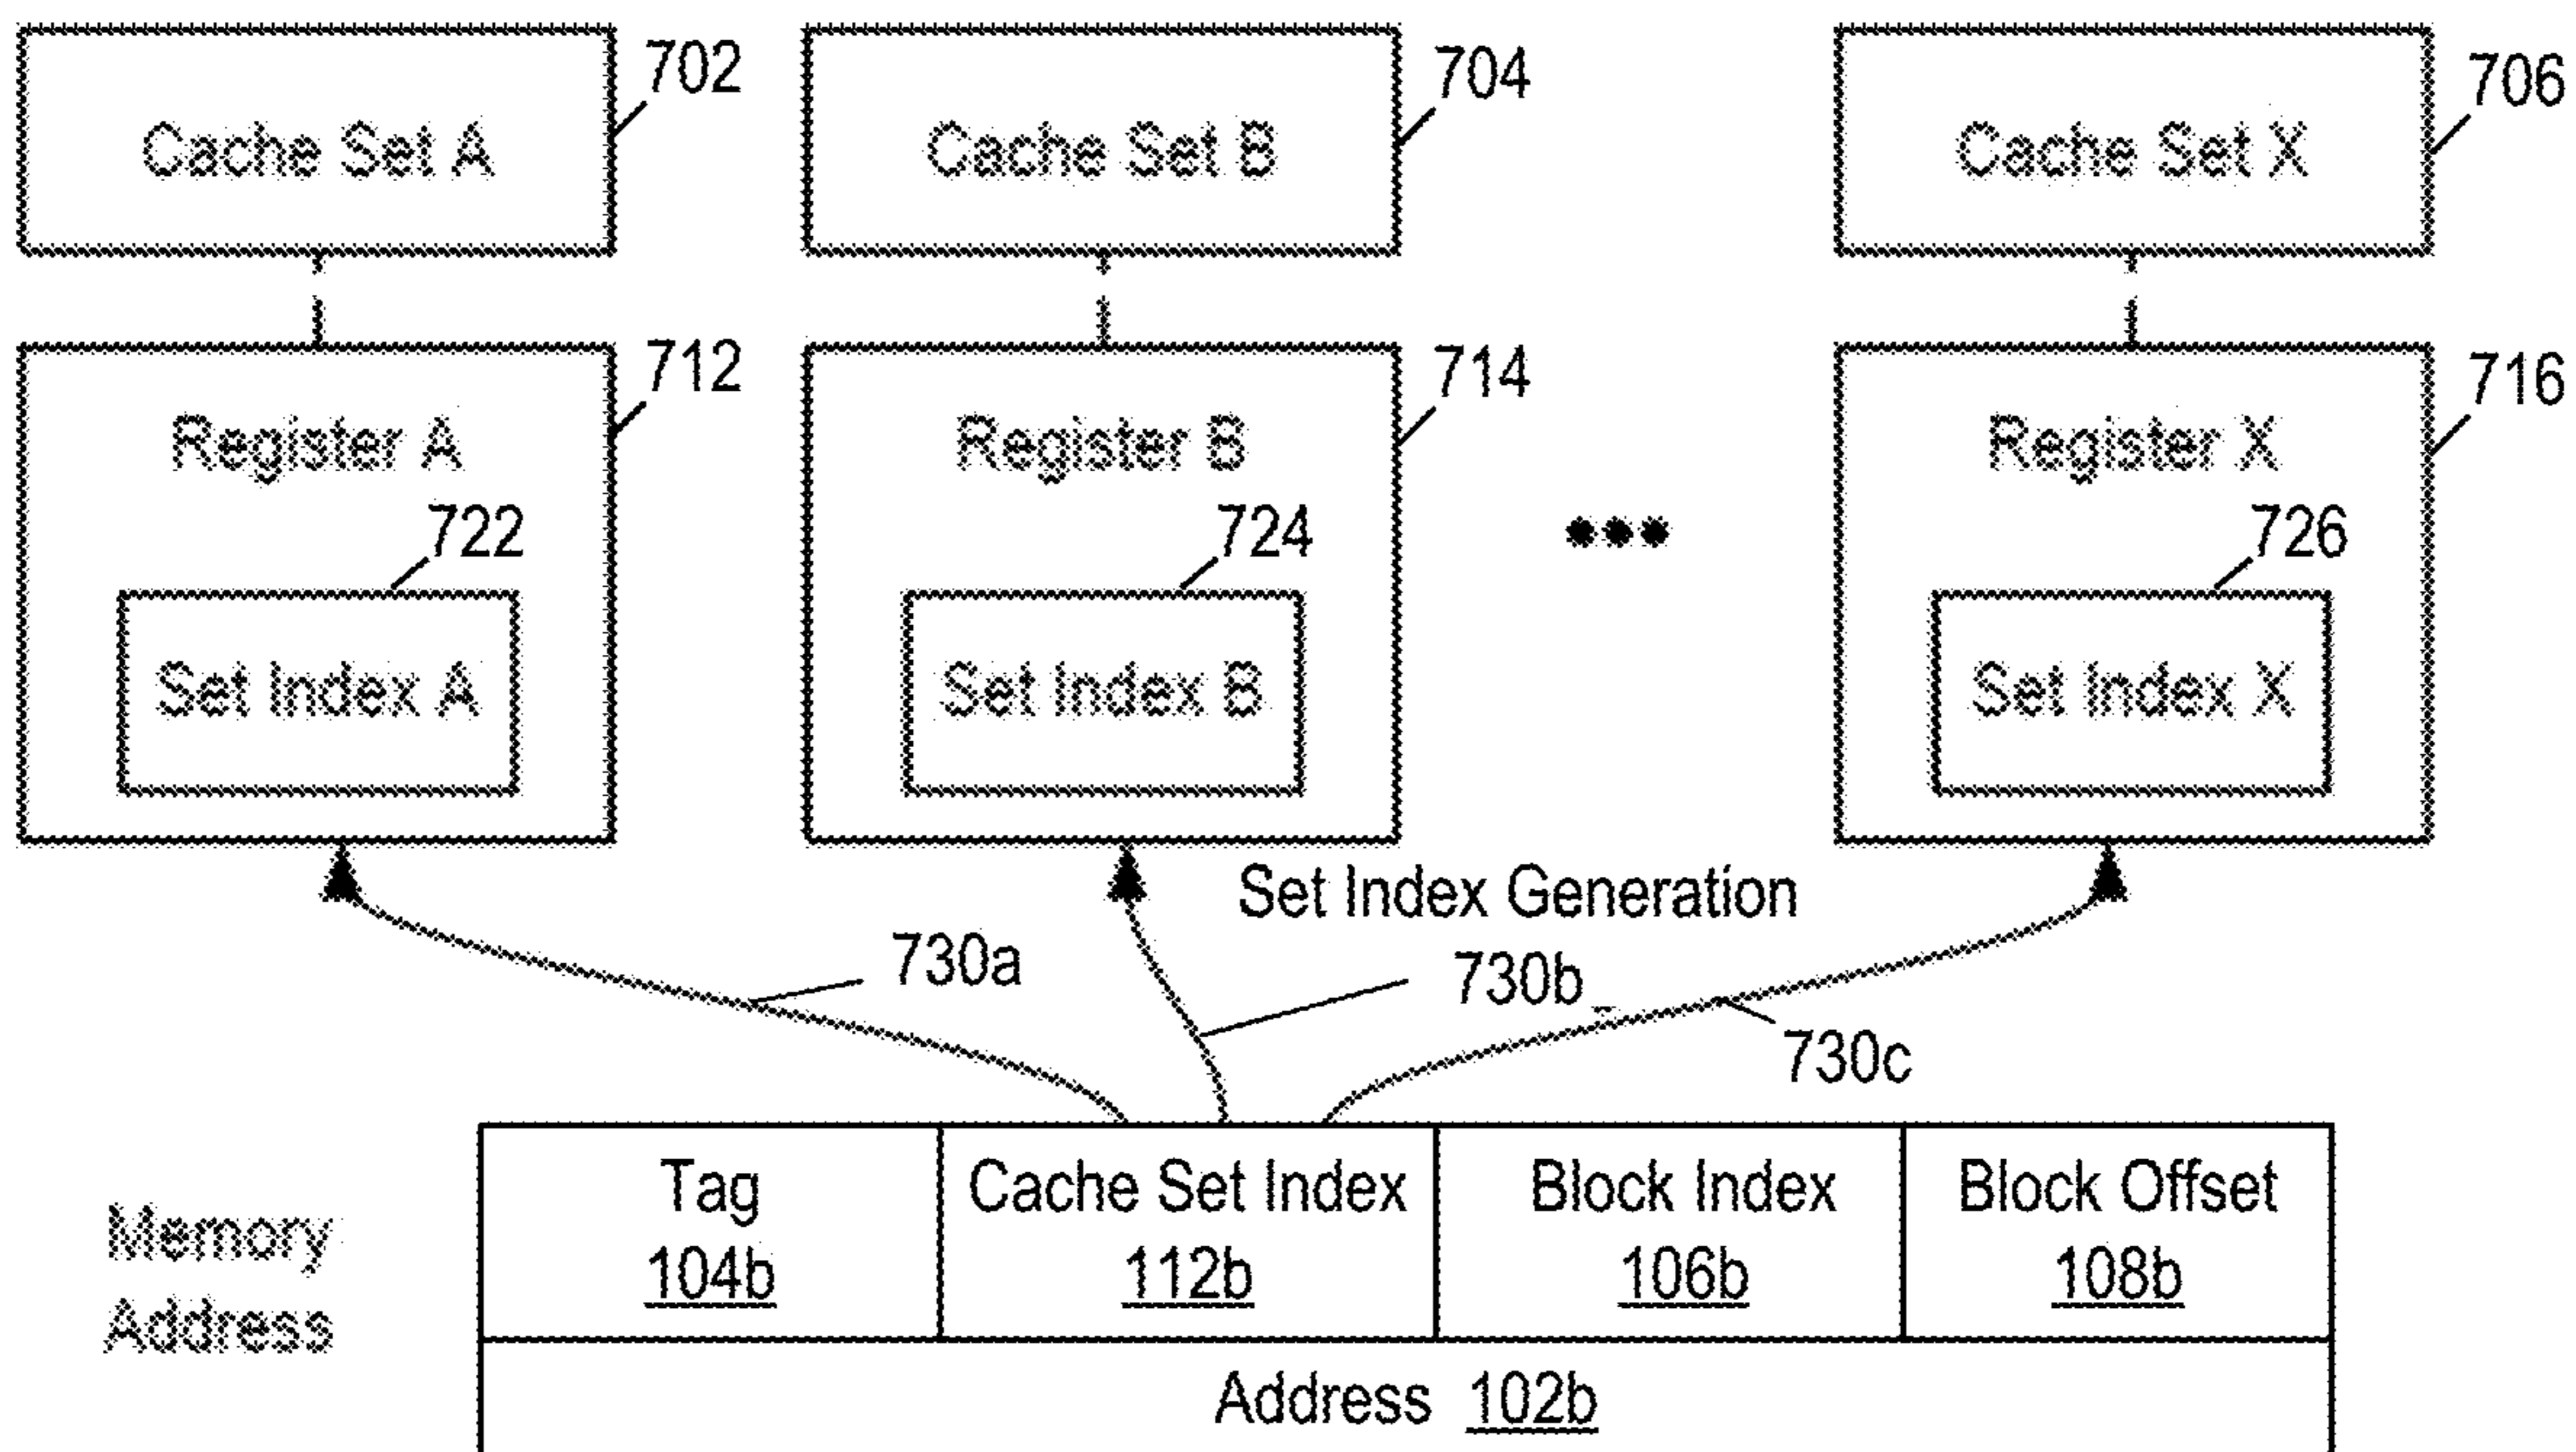 702
704
706
Cache Set A
Cache Set B
Cache Set X
712
714
716
Register A
Register B
Register X
722
724
726
Set Index A
Set Index B
Set Index X
Set Index Generation
730a
730b
730c
Memory
Address
Tag
104b
Cache Set Index
112b
Block Index
106b
Block Offset
108b
Address 102b